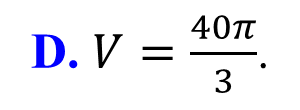 D. V = 40π/3.